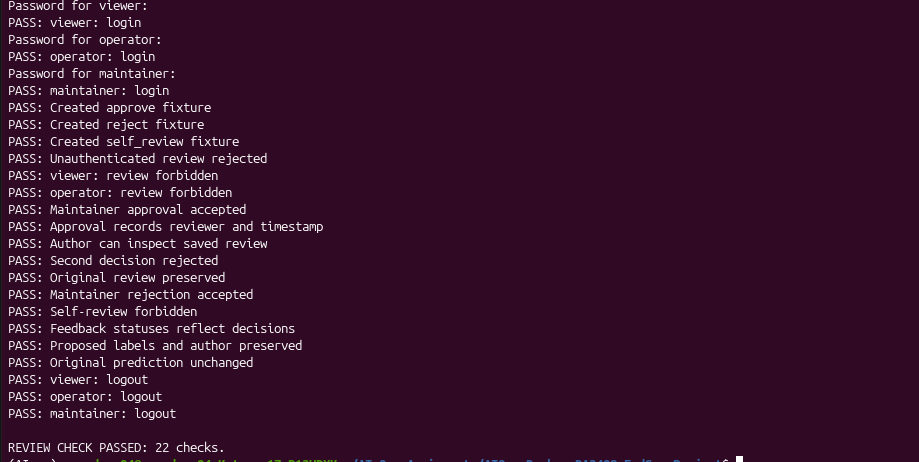 Password for viewer:
PASS: viewer: login
Password for operator:
PASS: operator: login
Password for maintainer:
PASS: maintainer: login
PASS: Created approve fixture
PASS: Created reject fixture
PASS: Created self_review fixture
PASS: Unauthenticated review rejected
PASS: viewer: review forbidden
PASS: operator: review forbidden
PASS: Maintainer approval accepted
PASS: Approval records reviewer and timestamp
PASS: Author can inspect saved review
PASS: Second decision rejected
PASS: Original review preserved
PASS: Maintainer rejection accepted
PASS: Self-review forbidden
PASS: Feedback statuses reflect decisions
PASS: Proposed labels and author preserved
PASS: Original prediction unchanged
PASS: viewer: logout
PASS: operator: logout
PASS: maintainer: logout
REVIEW CHECK PASSED: 22 checks.